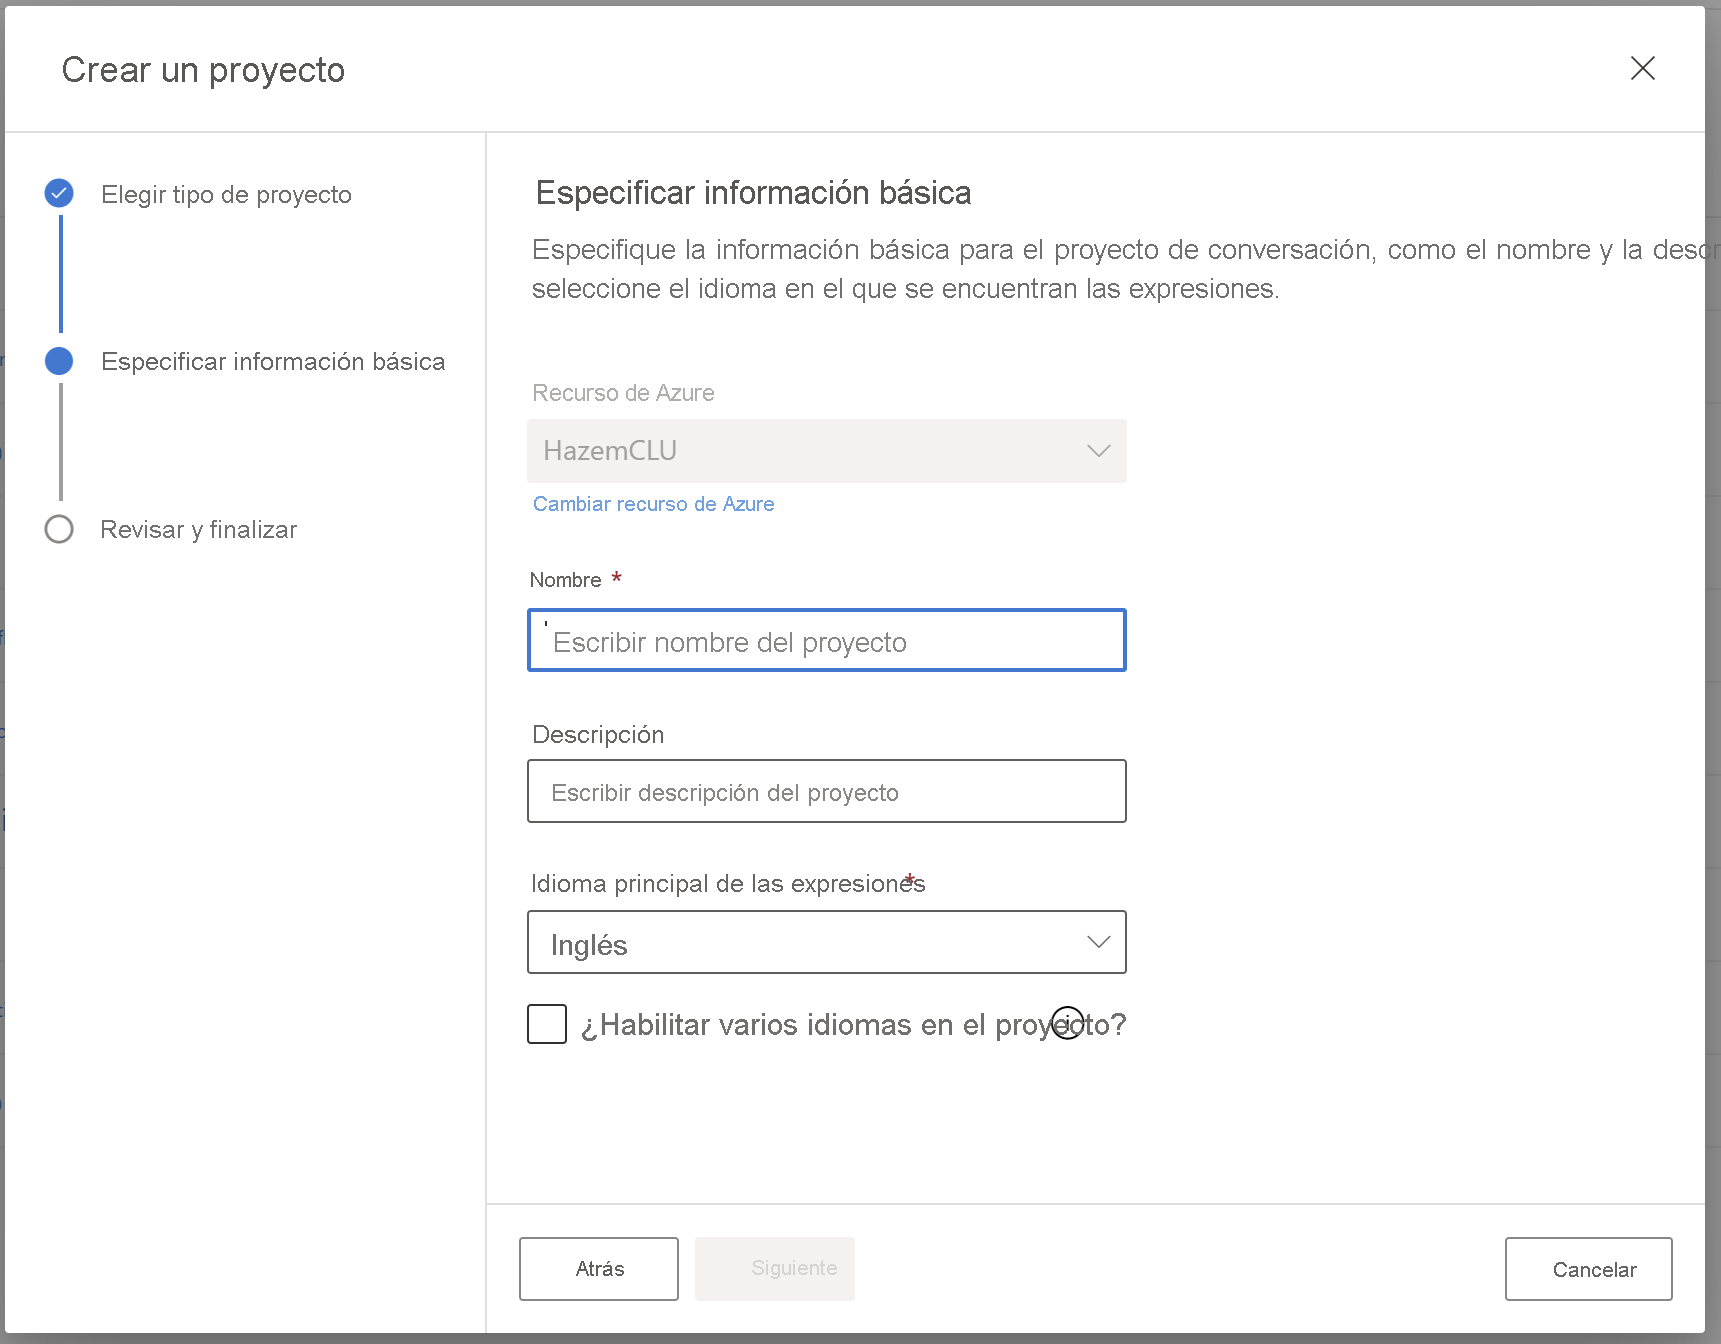 Crear un proyecto
Elegir tipo de proyecto
Especificar información básica
Revisar y finalizar
Especificar información básica
Especifique la información básica para el proyecto de conversación, como el nombre y la
seleccione el idioma en el que se encuentran las expresiones.
Recurso de Azure
HazemCLU
Cambiar recurso de Azure
Nombre *
Escribir nombre del proyecto
Descripción
Escribir descripción del proyecto
Idioma principal de las expresiones *
Inglés
¿Habilitar varios idiomas en el proyecto?
Atrás
Siguiente
Cancelar